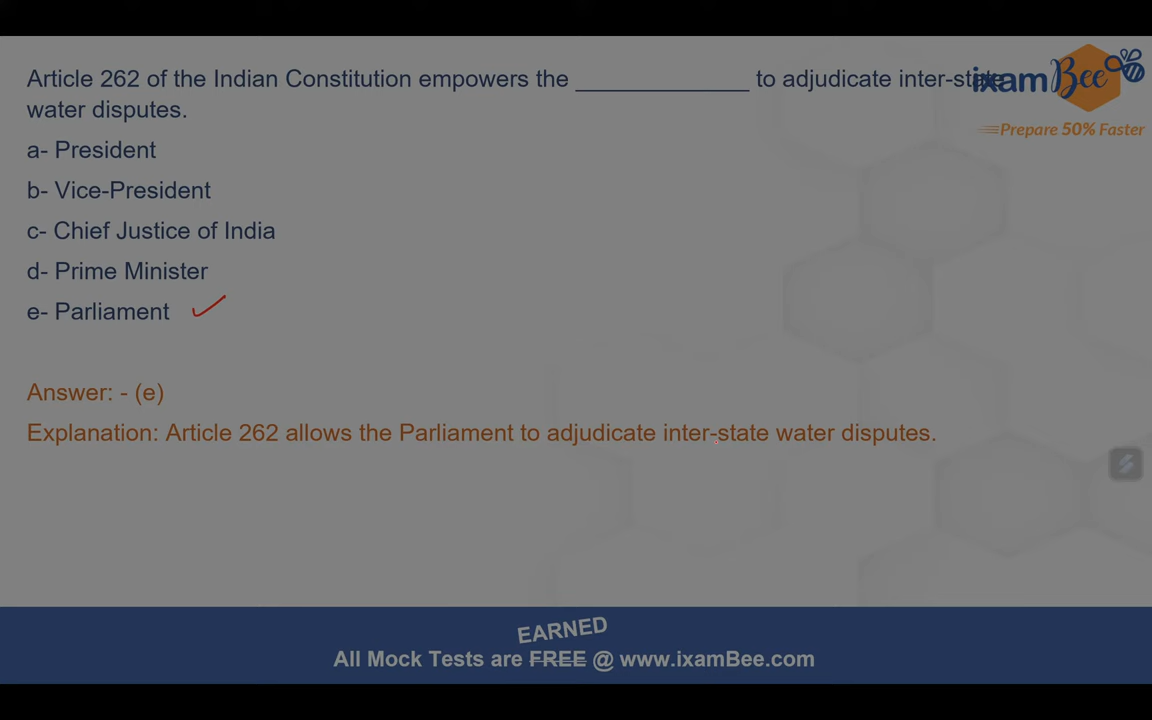 Article 262 of the Indian Constitution empowers the _____________ to adjudicate inter-state
water disputes.
ixamBee
Prepare 50% Faster
a- President
b- Vice-President
c- Chief Justice of India
d- Prime Minister
e- Parliament
Answer: - (e)
Explanation: Article 262 allows the Parliament to adjudicate inter-state water disputes.
EARNED
All Mock Tests are FREE @ www.ixamBee.com